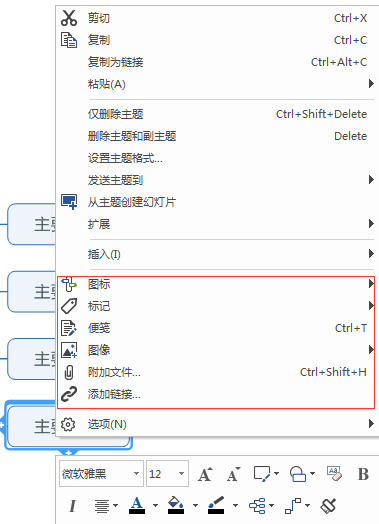 剪切 Ctrl+X
复制 Ctrl+C
复制为链接 Ctrl+Alt+C
粘贴(A)
仅删除主题 Ctrl+Shift+Delete
删除主题和副主题 Delete
设置主题格式...
发送主题到
从主题创建幻灯片
扩展
插入(I)
图标
标记
便笺 Ctrl+T
图像
附加文件... Ctrl+Shift+H
添加链接...
选项(N)
主要
主要
主要
主要
微软雅黑 12 A A B
I A